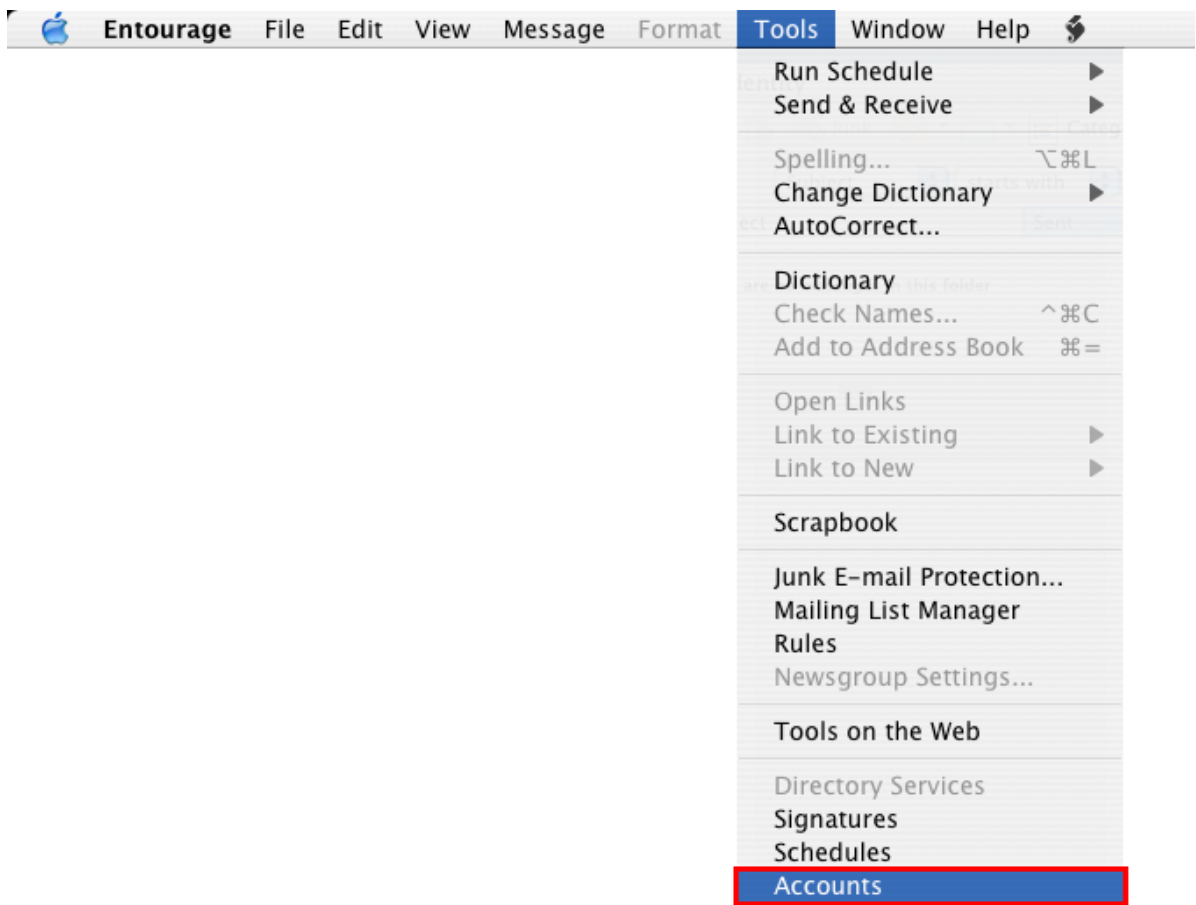 Entourage File Edit View Message Format Tools Window Help
Run Schedule
Send & Receive
Spelling... ⌥⌘L
Change Dictionary
AutoCorrect...
Dictionary
Check Names... ^⌘C
Add to Address Book ⌘=
Open Links
Link to Existing
Link to New
Scrapbook
Junk E-mail Protection...
Mailing List Manager
Rules
Newsgroup Settings...
Tools on the Web
Directory Services
Signatures
Schedules
Accounts